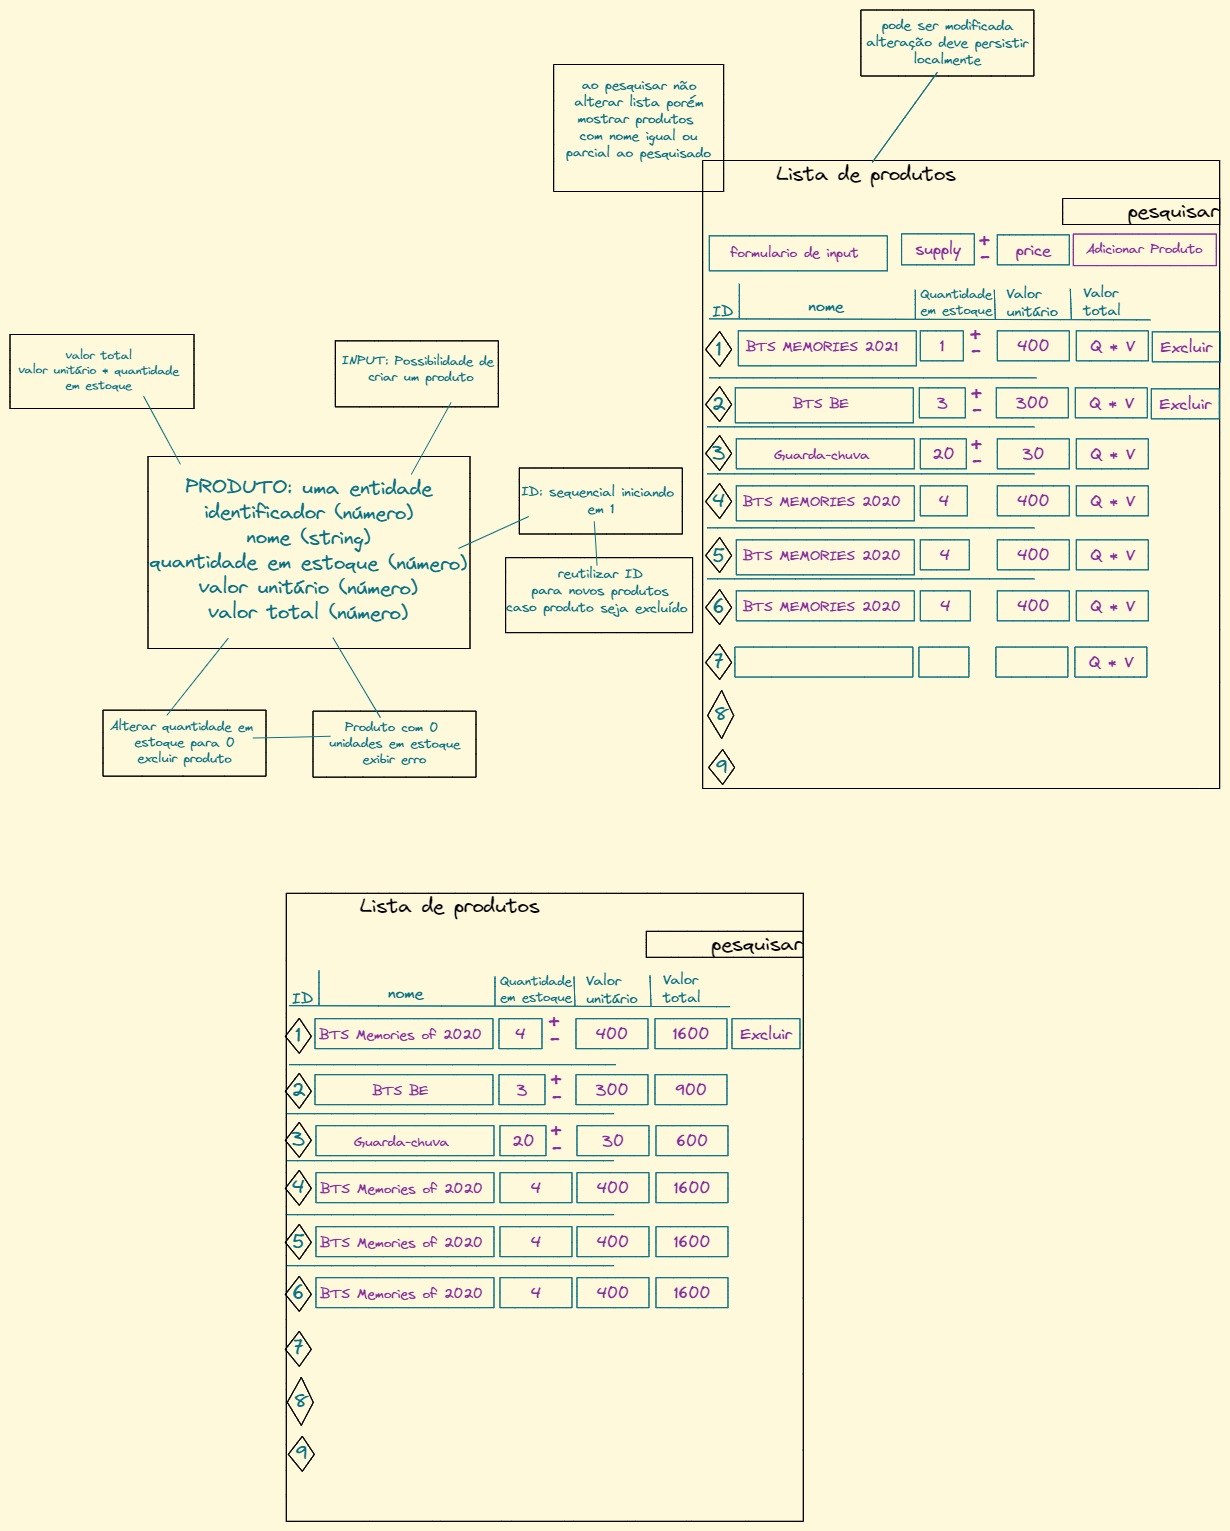 pode ser modificada
alteração deve persistir
localmente
ao pesquisar não
alterar lista porém
mostrar produtos
com nome igual ou
parcial ao pesquisado
Lista de produtos
pesquisar
formulario de input
supply
+
-
price
Adicionar Produto
ID
nome
Quantidade
em estoque
Valor
unitário
Valor
total
1
BTS MEMORIES 2021
1
+
-
400
Q * V
Excluir
2
BTS BE
3
+
-
300
Q * V
Excluir
3
Guarda-chuva
20
+
-
30
Q * V
4
BTS MEMORIES 2020
4
400
Q * V
5
BTS MEMORIES 2020
4
400
Q * V
6
BTS MEMORIES 2020
4
400
Q * V
7
Q * V
8
9
valor total
valor unitário * quantidade
em estoque
INPUT: Possibilidade de
criar um produto
PRODUTO: uma entidade
identificador (número)
nome (string)
quantidade em estoque (número)
valor unitário (número)
valor total (número)
ID: sequencial iniciando
em 1
reutilizar ID
para novos produtos
caso produto seja excluído
Alterar quantidade em
estoque para 0
excluir produto
Produto com 0
unidades em estoque
exibir erro
Lista de produtos
pesquisar
ID
nome
Quantidade
em estoque
Valor
unitário
Valor
total
1
BTS Memories of 2020
4
+
-
400
1600
Excluir
2
BTS BE
3
+
-
300
900
3
Guarda-chuva
20
+
-
30
600
4
BTS Memories of 2020
4
400
1600
5
BTS Memories of 2020
4
400
1600
6
BTS Memories of 2020
4
400
1600
7
8
9